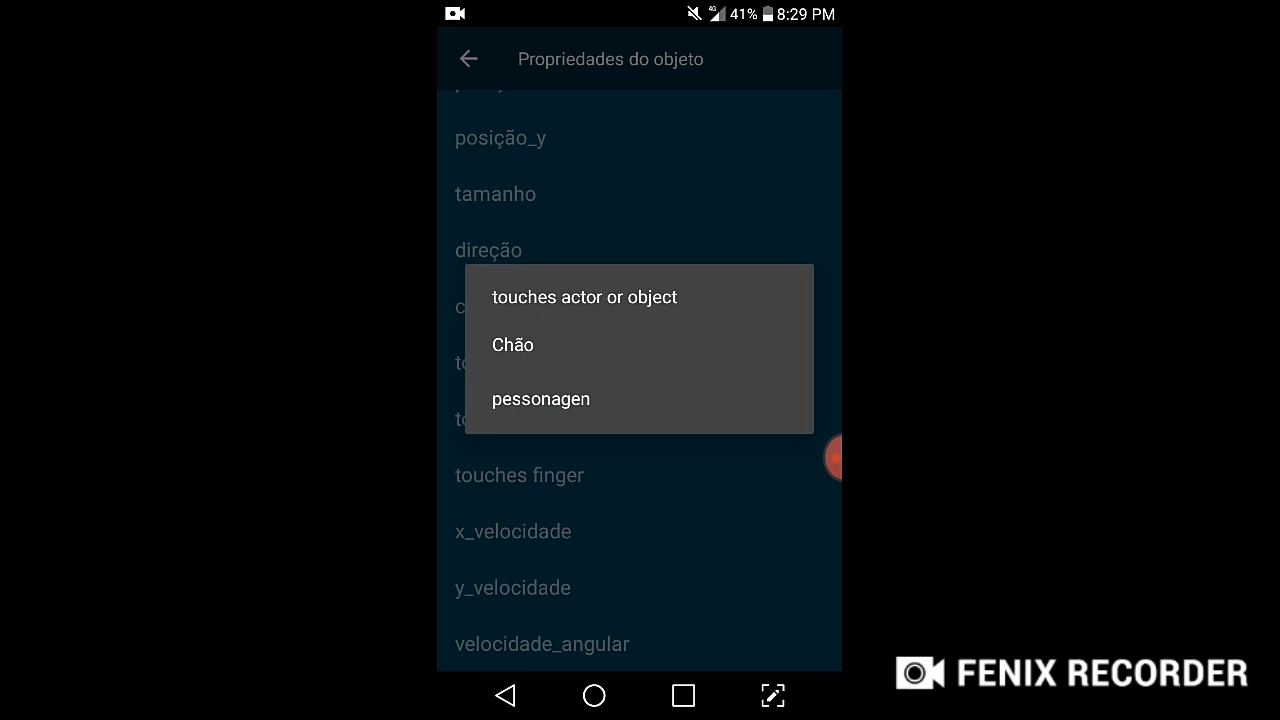 4G 41% 8:29 PM
Propriedades do objeto
posição_y
tamanho
direção
touches actor or object
Chão
pessonagen
touches finger
x_velocidade
y_velocidade
velocidade_angular
FENIX RECORDER